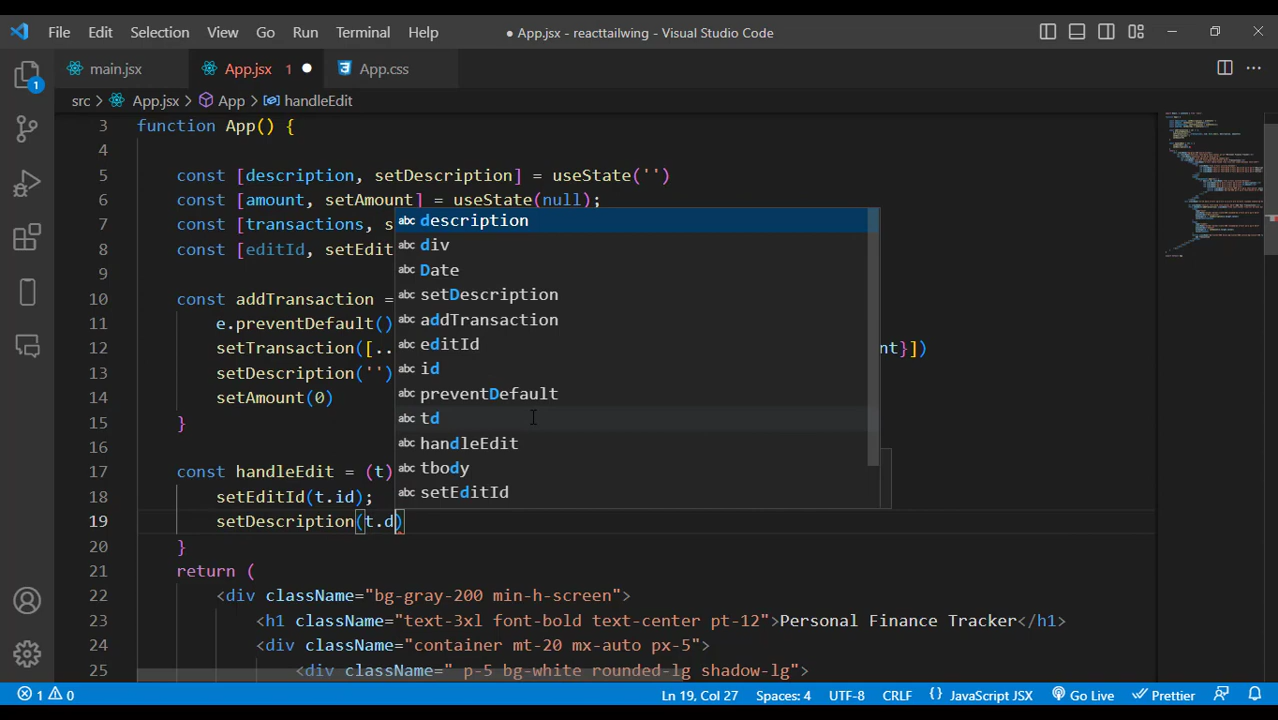 File Edit Selection View Go Run Terminal Help ● App.jsx - reacttailwing - Visual Studio Code
main.jsx App.jsx 1 App.css
src > App.jsx > App > handleEdit
1
3 function App() {
4
5 const [description, setDescription] = useState('')
6 const [amount, setAmount] = useState(null);
7 const [transactions, s
8 const [editId, setEdit
9
10 const addTransaction =
11 e.preventDefault()
12 setTransaction([.. nt}])
13 setDescription('')
14 setAmount(0)
15 }
16
17 const handleEdit = (t)
18 setEditId(t.id);
19 setDescription(t.d)
20 }
21 return (
22 <div className="bg-gray-200 min-h-screen">
23 <h1 className="text-3xl font-bold text-center pt-12">Personal Finance Tracker</h1>
24 <div className="container mt-20 mx-auto px-5">
25 <div className=" p-5 bg-white rounded-lg shadow-lg">
abc description
abc div
abc Date
abc setDescription
abc addTransaction
abc editId
abc id
abc preventDefault
abc td
abc handleEdit
abc tbody
abc setEditId
1 0 Ln 19, Col 27 Spaces: 4 UTF-8 CRLF {} JavaScript JSX Go Live Prettier